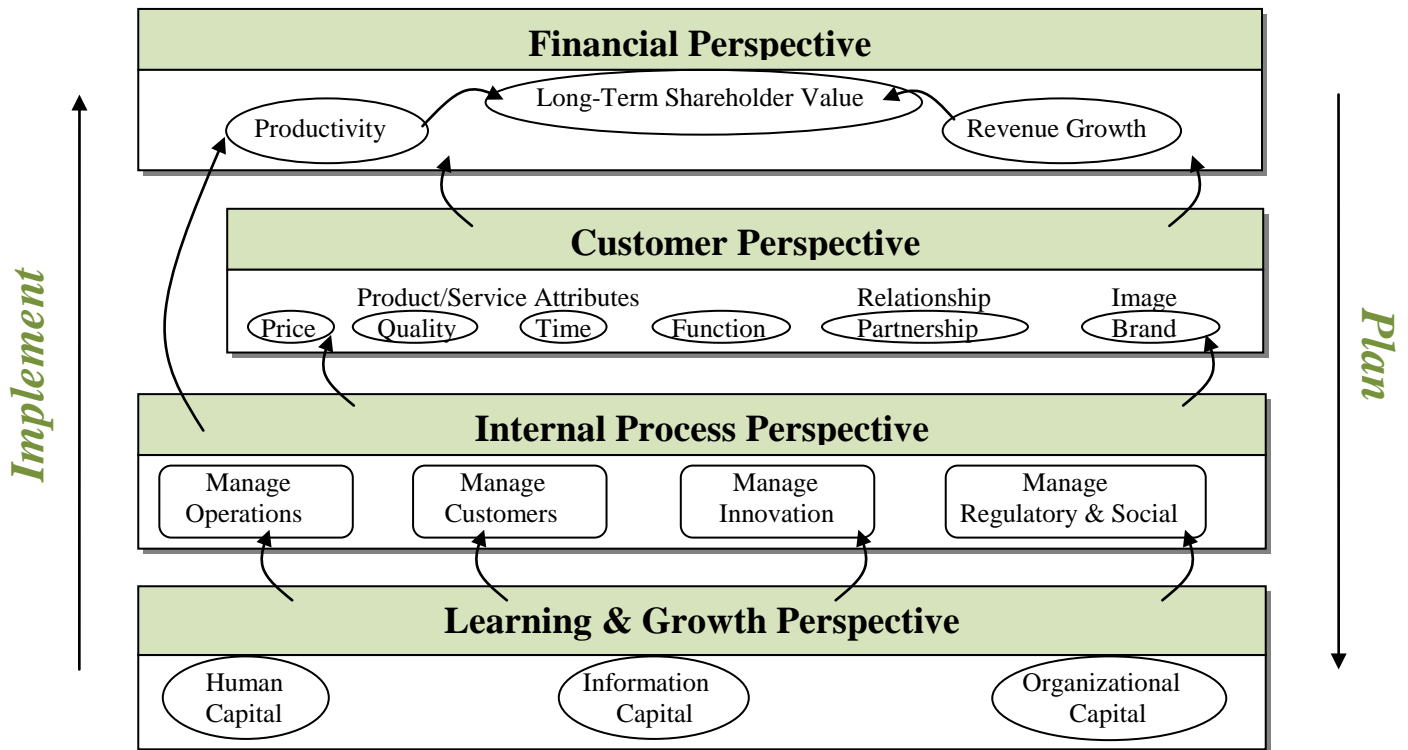 Financial Perspective
Long-Term Shareholder Value
Productivity
Revenue Growth
Customer Perspective
Product/Service Attributes
Relationship
Image
Price
Quality
Time
Function
Partnership
Brand
Implement
Plan
Internal Process Perspective
Manage
Operations
Manage
Customers
Manage
Innovation
Manage
Regulatory & Social
Learning & Growth Perspective
Human
Capital
Information
Capital
Organizational
Capital